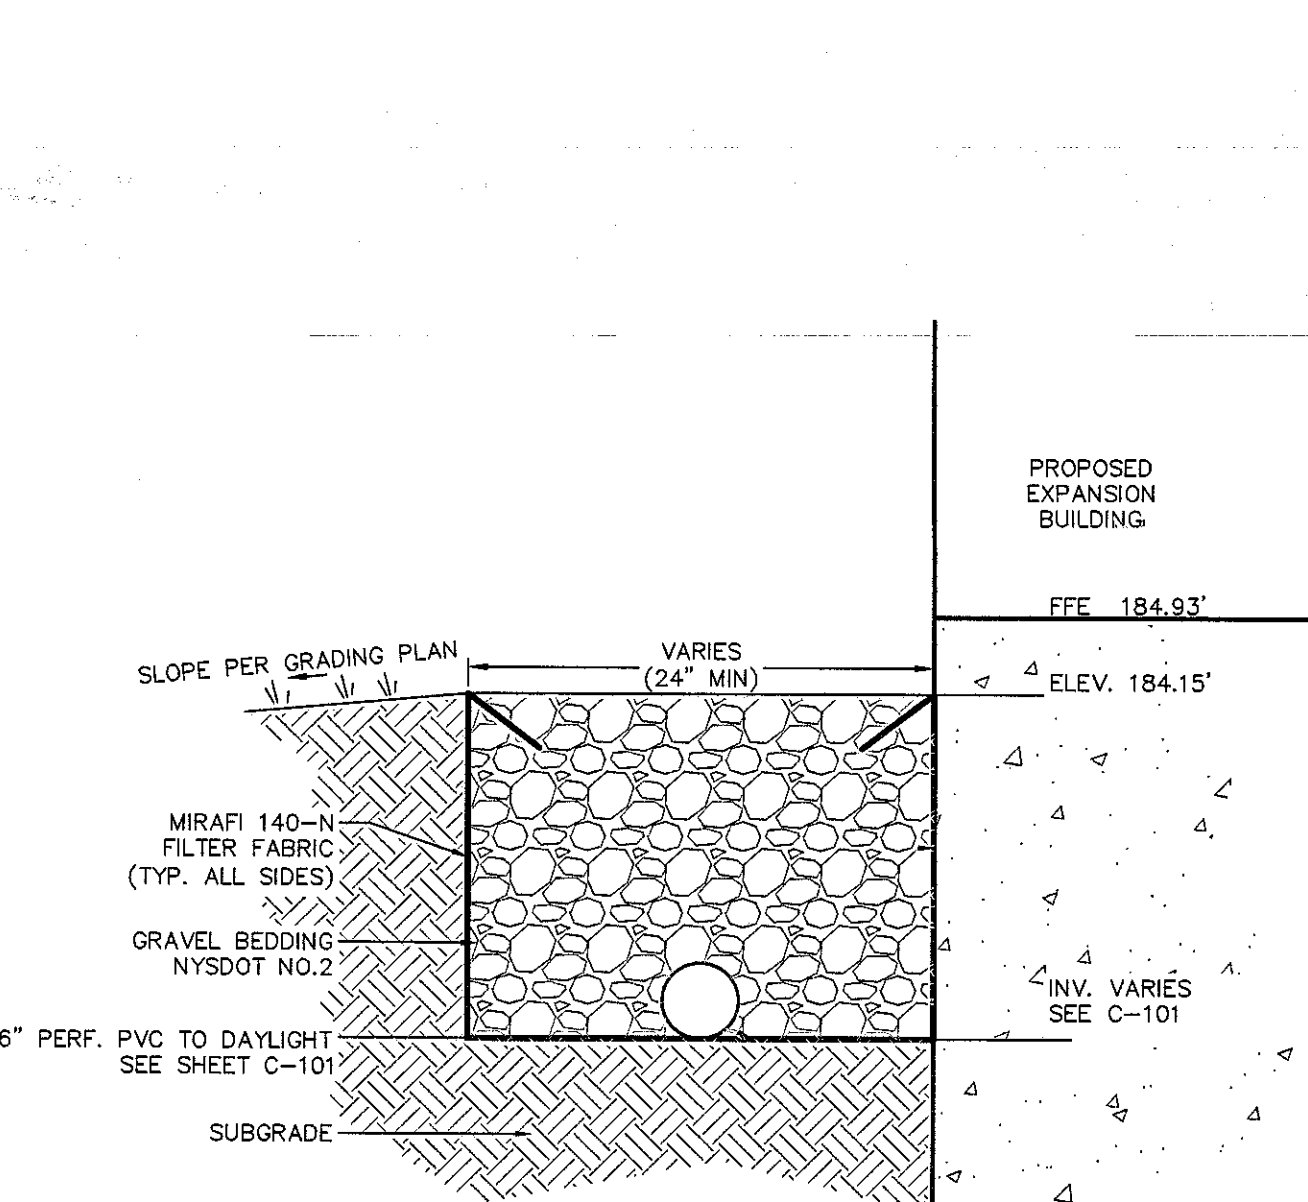 PROPOSED
EXPANSION
BUILDING
FFE 184.93'
SLOPE PER GRADING PLAN
VARIES
(24" MIN)
ELEV. 184.15'
MIRAFI 140-N
FILTER FABRIC
(TYP. ALL SIDES)
GRAVEL BEDDING
NYSDOT NO.2
INV. VARIES
SEE C-101
6" PERF. PVC TO DAYLIGHT
SEE SHEET C-101
SUBGRADE